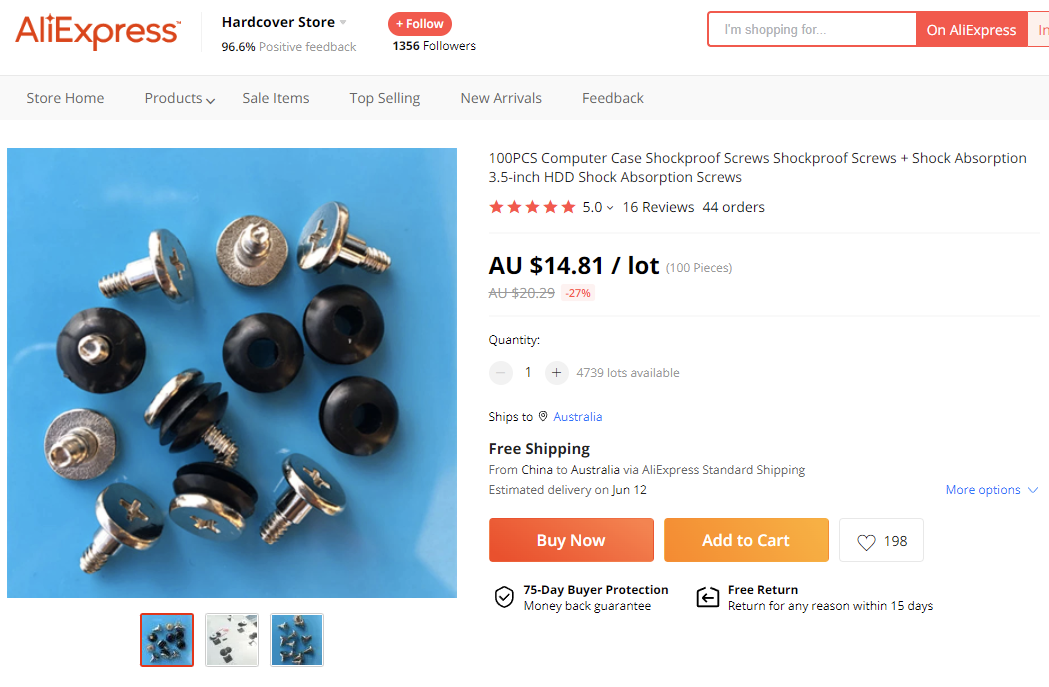 AliExpress™
Hardcover Store
96.6% Positive feedback
+ Follow
1356 Followers
I'm shopping for...
On AliExpress
In
Store Home
Products
Sale Items
Top Selling
New Arrivals
Feedback
100PCS Computer Case Shockproof Screws Shockproof Screws + Shock Absorption
3.5-inch HDD Shock Absorption Screws
5.0 16 Reviews 44 orders
AU $14.81 / lot (100 Pieces)
AU $20.29 -27%
Quantity:
− 1 + 4739 lots available
Ships to Australia
Free Shipping
From China to Australia via AliExpress Standard Shipping
Estimated delivery on Jun 12
More options
Buy Now
Add to Cart
198
75-Day Buyer Protection
Money back guarantee
Free Return
Return for any reason within 15 days